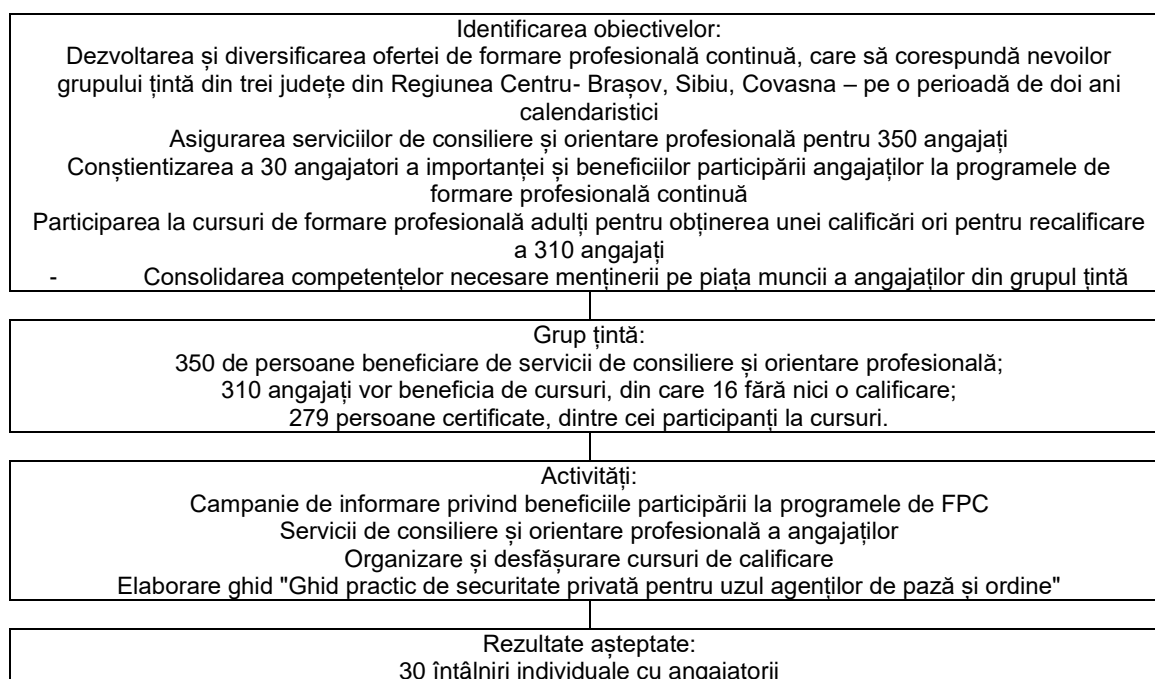 Identificarea obiectivelor:
Dezvoltarea și diversificarea ofertei de formare profesională continuă, care să corespundă nevoilor
grupului țintă din trei județe din Regiunea Centru- Brașov, Sibiu, Covasna – pe o perioadă de doi ani
calendaristici
Asigurarea serviciilor de consiliere și orientare profesională pentru 350 angajați
Conștientizarea a 30 angajatori a importanței și beneficiilor participării angajaților la programele de
formare profesională continuă
Participarea la cursuri de formare profesională adulți pentru obținerea unei calificări ori pentru recalificare
a 310 angajați
- Consolidarea competențelor necesare menținerii pe piața muncii a angajaților din grupul țintă
Grup țintă:
350 de persoane beneficiare de servicii de consiliere și orientare profesională;
310 angajați vor beneficia de cursuri, din care 16 fără nici o calificare;
279 persoane certificate, dintre cei participanți la cursuri.
Activități:
Campanie de informare privind beneficiile participării la programele de FPC
Servicii de consiliere și orientare profesională a angajaților
Organizare și desfășurare cursuri de calificare
Elaborare ghid "Ghid practic de securitate privată pentru uzul agenților de pază și ordine"
Rezultate așteptate:
30 întâlniri individuale cu angajatorii